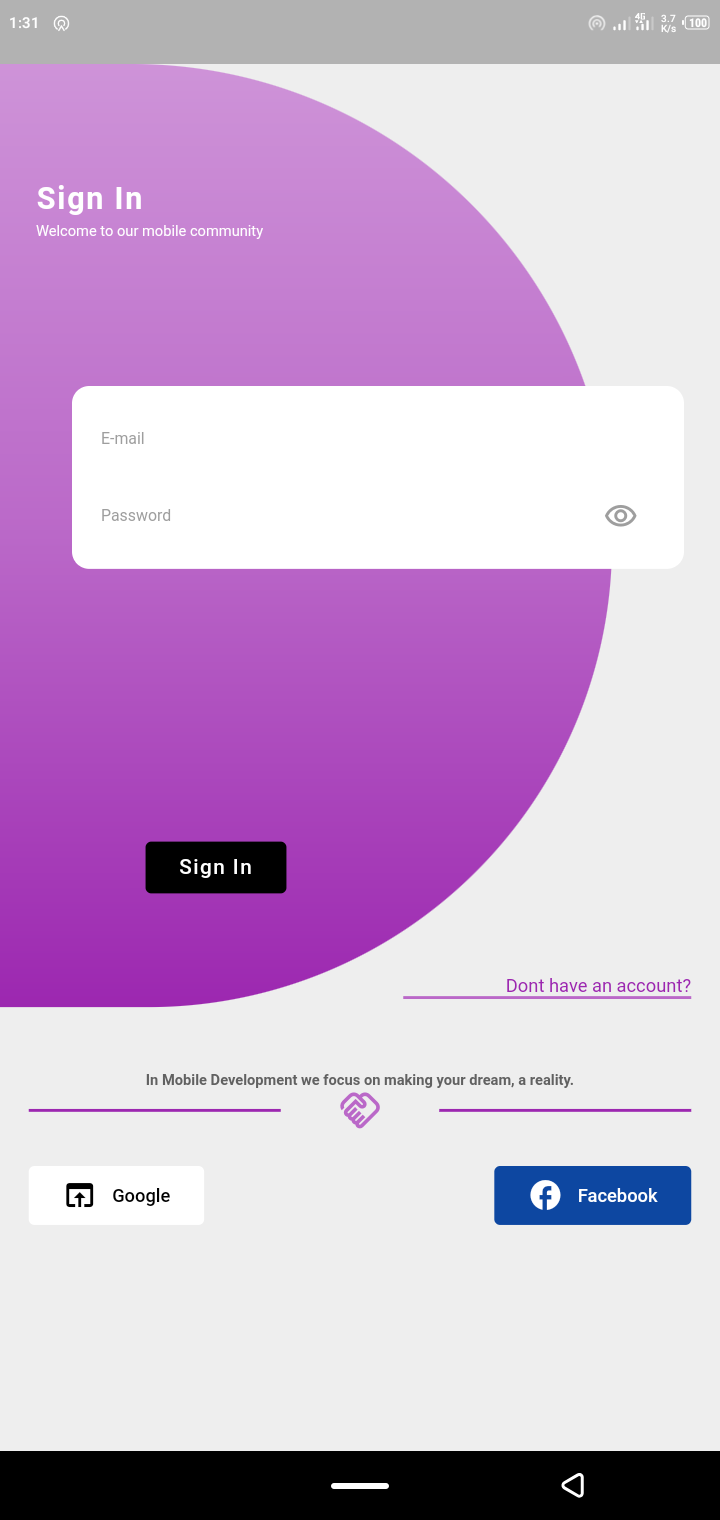 1:31
4G
3.7
K/s
100
Sign In
Welcome to our mobile community
E-mail
Password
Sign In
Dont have an account?
In Mobile Development we focus on making your dream, a reality.
Google
Facebook